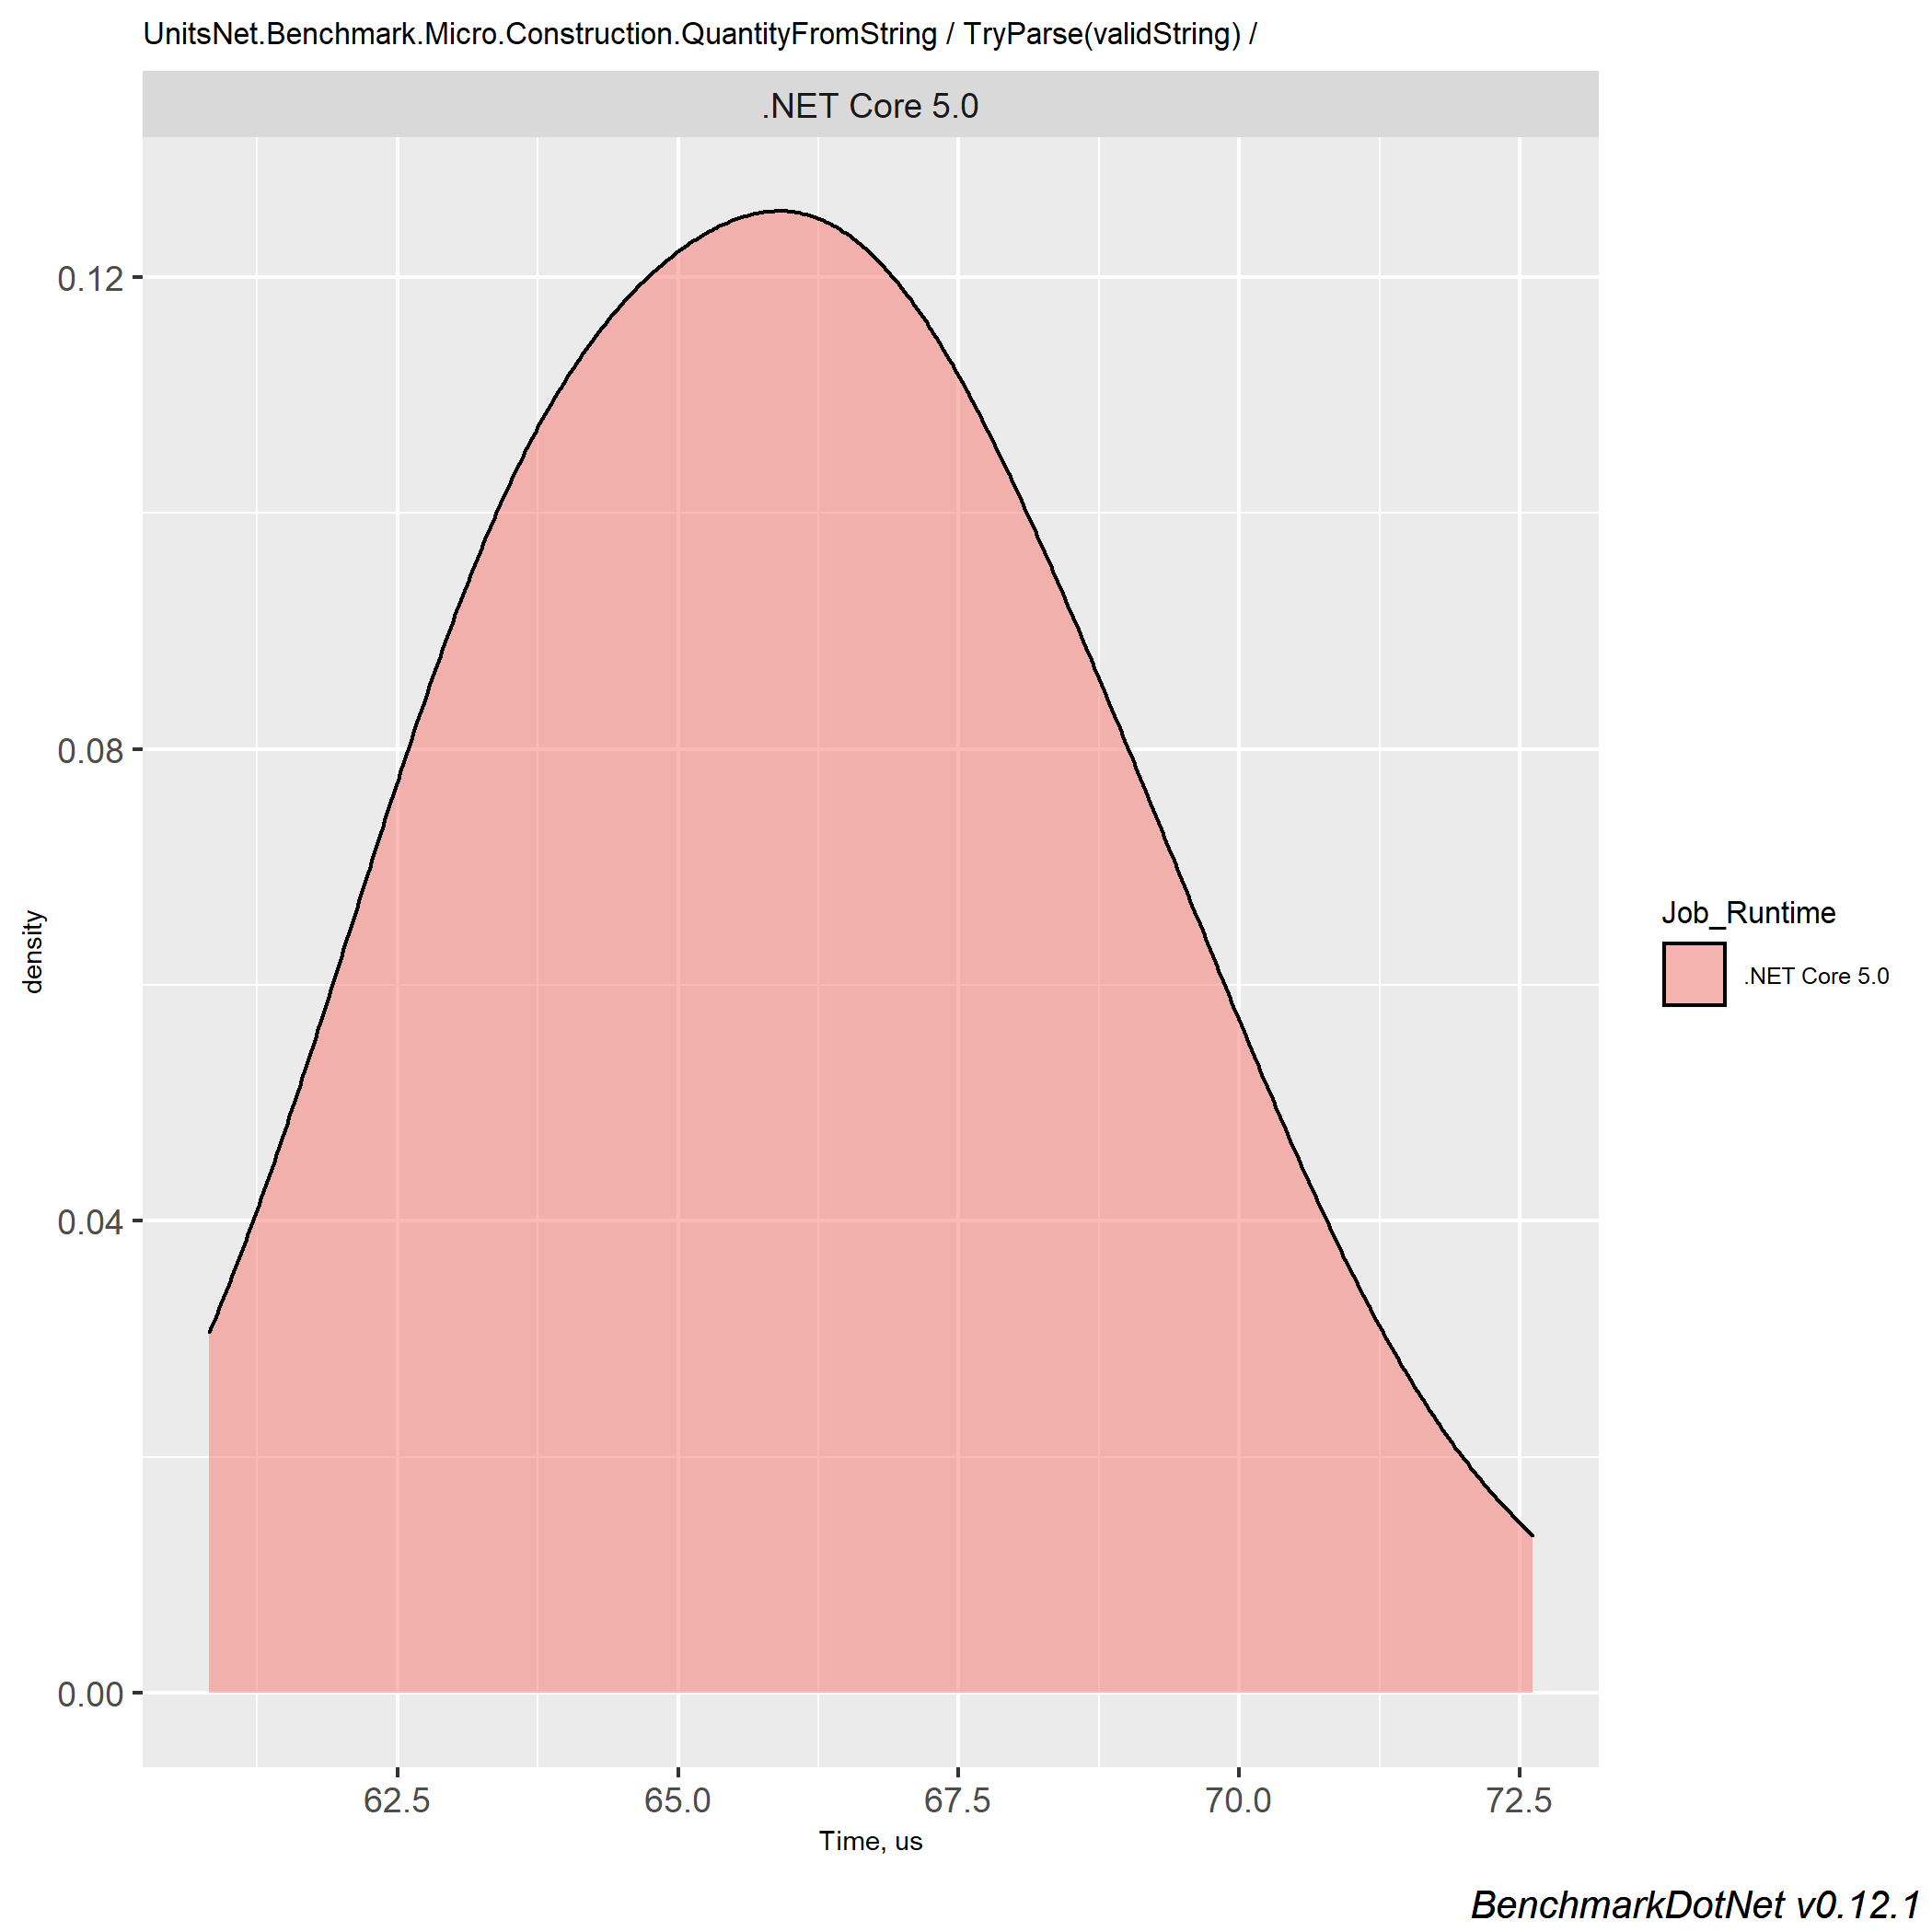 UnitsNet.Benchmark.Micro.Construction.QuantityFromString / TryParse(validString) /
.NET Core 5.0
0.12
0.08
0.04
0.00
density
62.5 65.0 67.5 70.0 72.5
Time, us
Job_Runtime
.NET Core 5.0
BenchmarkDotNet v0.12.1